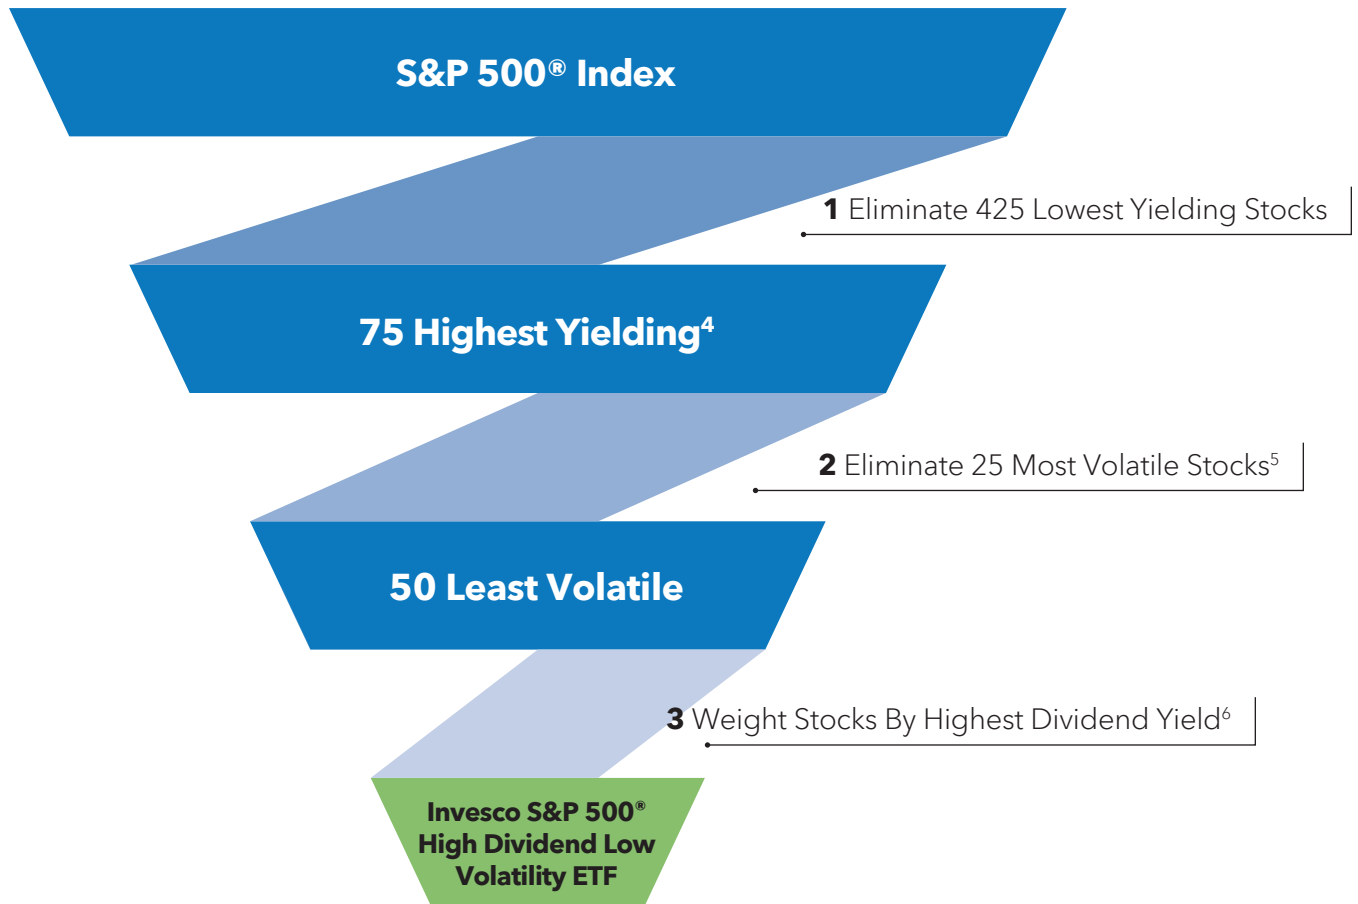 S&P 500® Index
1 Eliminate 425 Lowest Yielding Stocks
75 Highest Yielding⁴
2 Eliminate 25 Most Volatile Stocks⁵
50 Least Volatile
3 Weight Stocks By Highest Dividend Yield⁶
Invesco S&P 500®
High Dividend Low
Volatility ETF